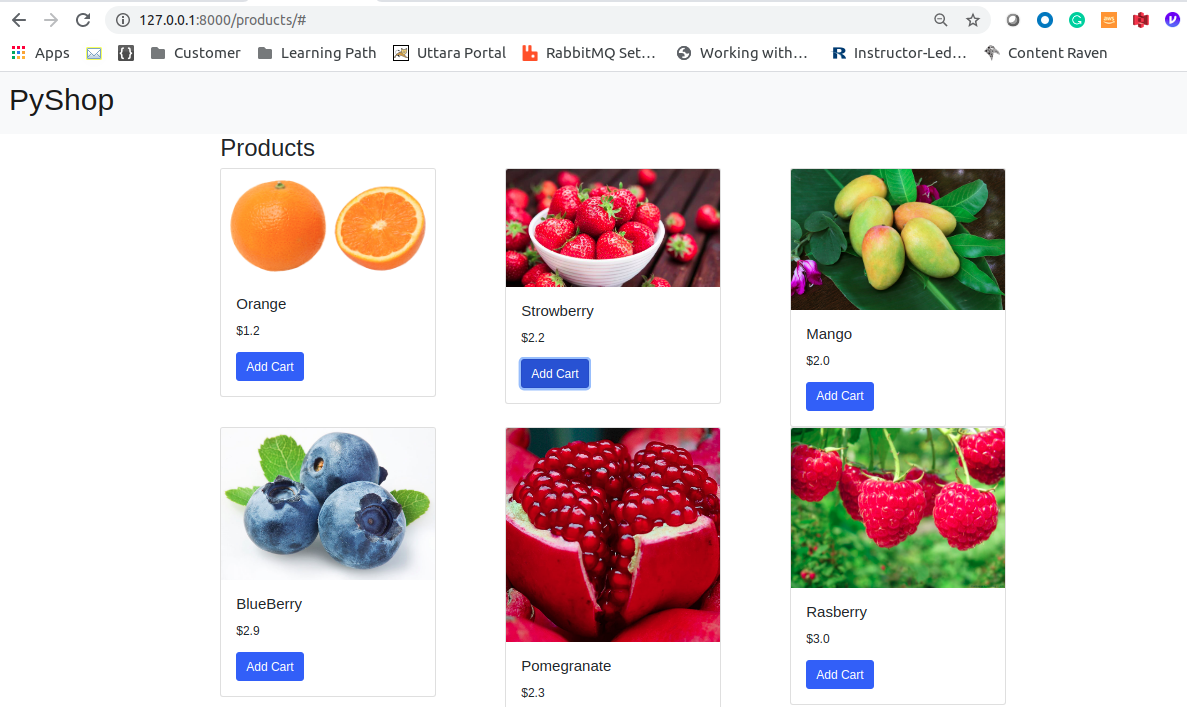 127.0.0.1:8000/products/#
Apps Customer Learning Path Uttara Portal RabbitMQ Set... Working with... Instructor-Led... Content Raven
PyShop
Products
Orange
$1.2
Add Cart
Strowberry
$2.2
Add Cart
Mango
$2.0
Add Cart
BlueBerry
$2.9
Add Cart
Pomegranate
$2.3
Rasberry
$3.0
Add Cart